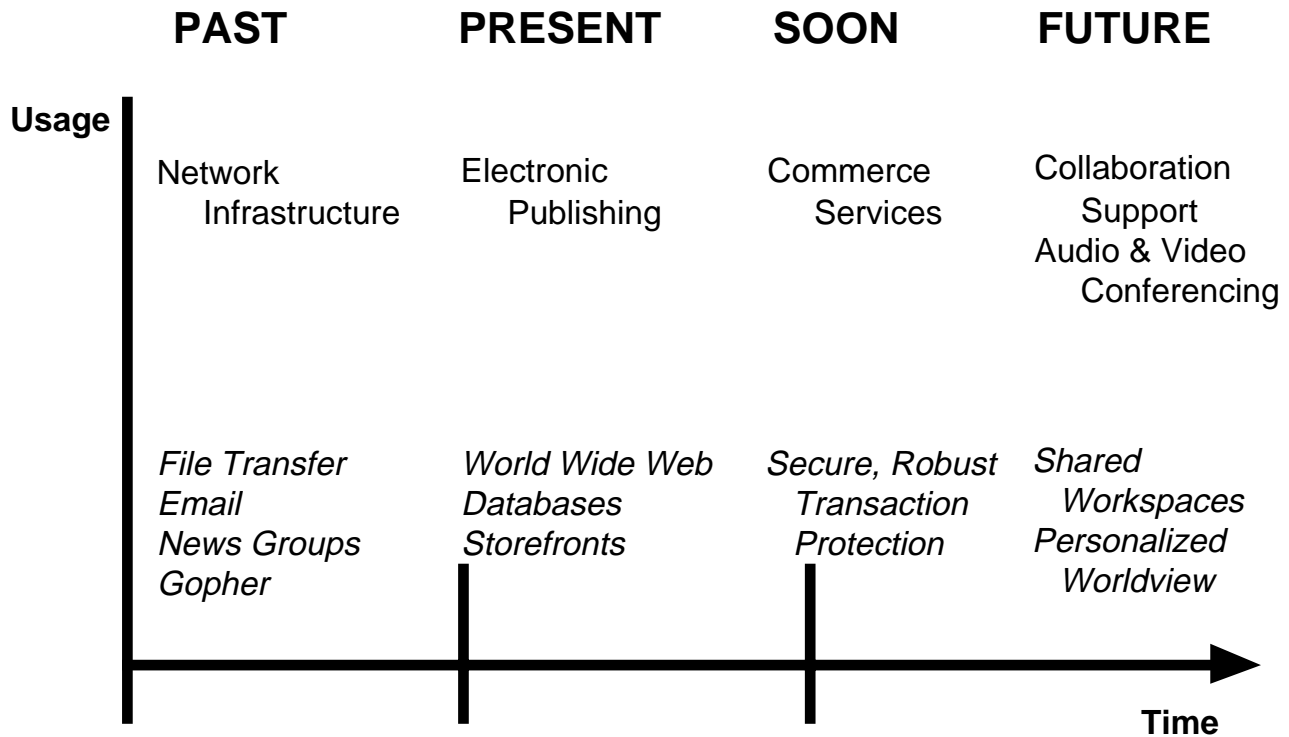 PAST PRESENT SOON FUTURE
Usage
Network
Infrastructure
Electronic
Publishing
Commerce
Services
Collaboration
Support
Audio & Video
Conferencing
File Transfer
Email
News Groups
Gopher
World Wide Web
Databases
Storefronts
Secure, Robust
Transaction
Protection
Shared
Workspaces
Personalized
Worldview
Time